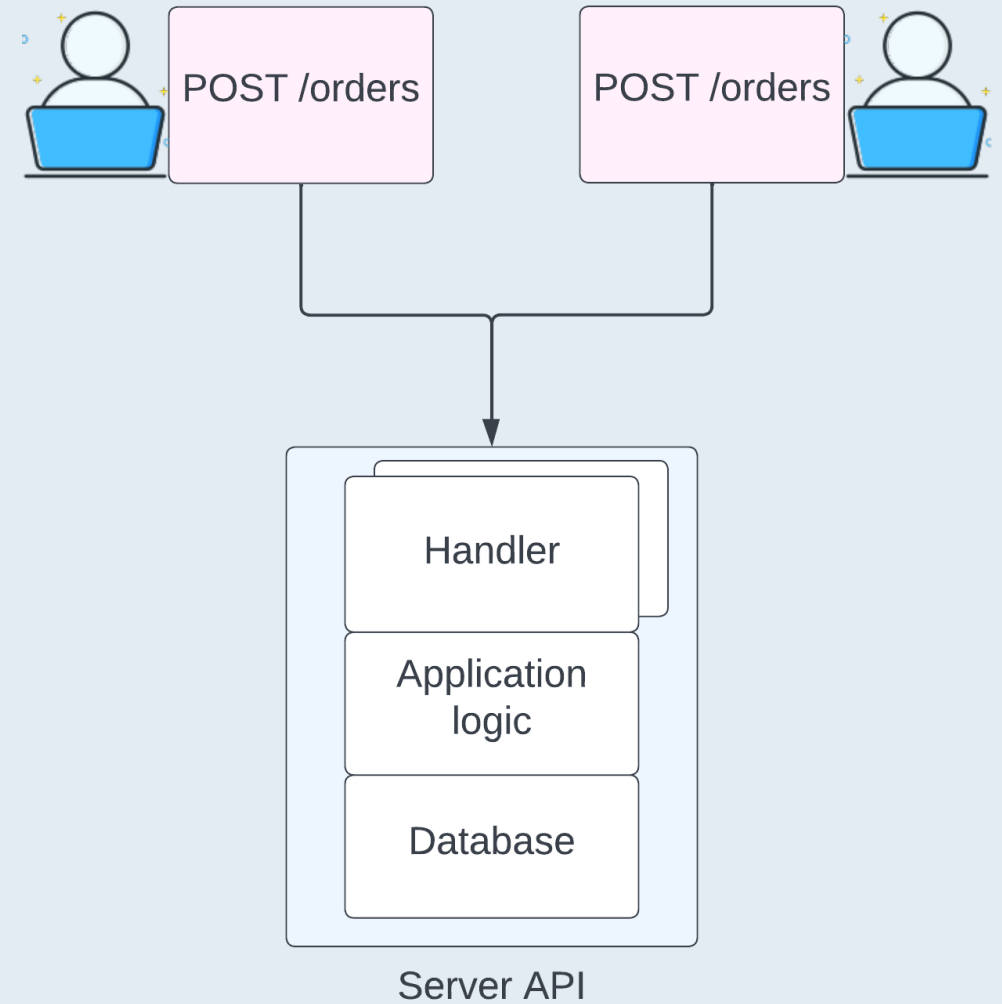 POST /orders
POST /orders
Handler
Application
logic
Database
Server API